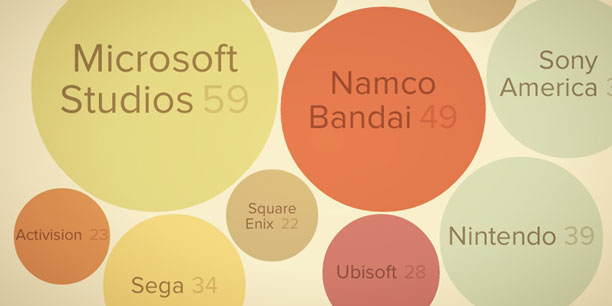 Microsoft
Studios 59
Namco
Bandai 49
Sony
America
Square
Enix 22
Activision 23
Nintendo 39
Ubisoft 28
Sega 34